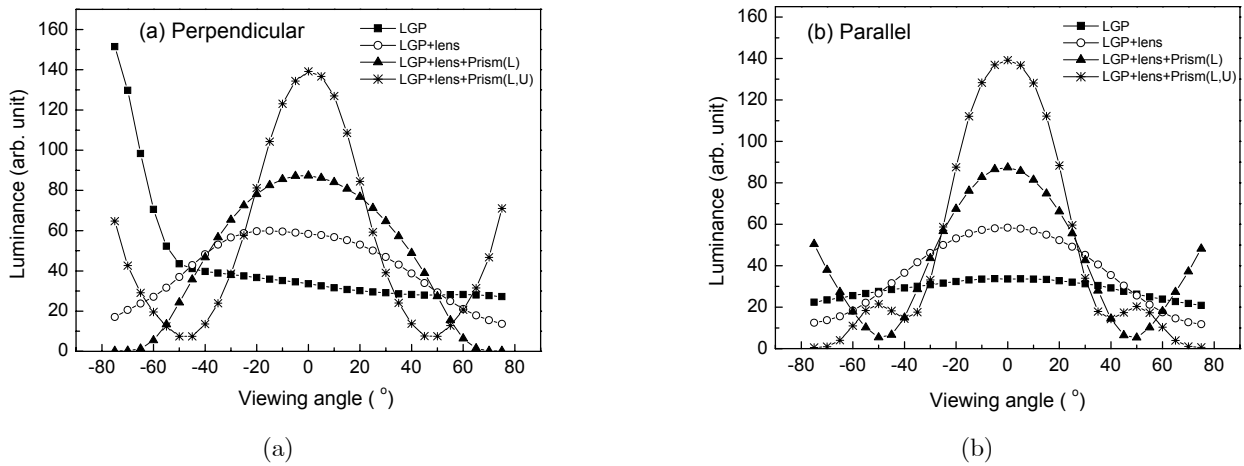 (a) Perpendicular
LGP
LGP+lens
LGP+lens+Prism(L)
LGP+lens+Prism(L,U)
Luminance (arb. unit)
160
140
120
100
80
60
40
20
0
-80 -60 -40 -20 0 20 40 60 80
Viewing angle ( °)
(a)
(b) Parallel
LGP
LGP+lens
LGP+lens+Prism(L)
LGP+lens+Prism(L,U)
Luminance (arb. unit)
160
140
120
100
80
60
40
20
0
-80 -60 -40 -20 0 20 40 60 80
Viewing angle ( °)
(b)